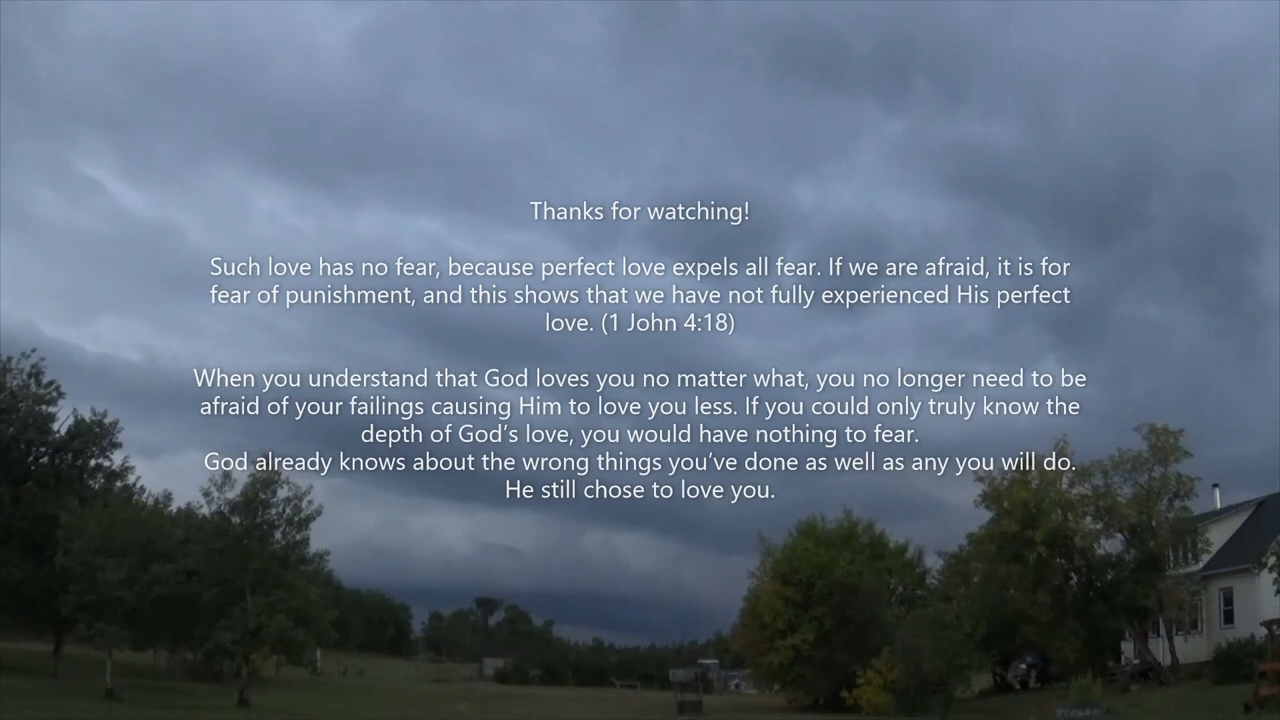 Thanks for watching!
Such love has no fear, because perfect love expels all fear. If we are afraid, it is for
fear of punishment, and this shows that we have not fully experienced His perfect
love. (1 John 4:18)
When you understand that God loves you no matter what, you no longer need to be
afraid of your failings causing Him to love you less. If you could only truly know the
depth of God’s love, you would have nothing to fear.
God already knows about the wrong things you’ve done as well as any you will do.
He still chose to love you.